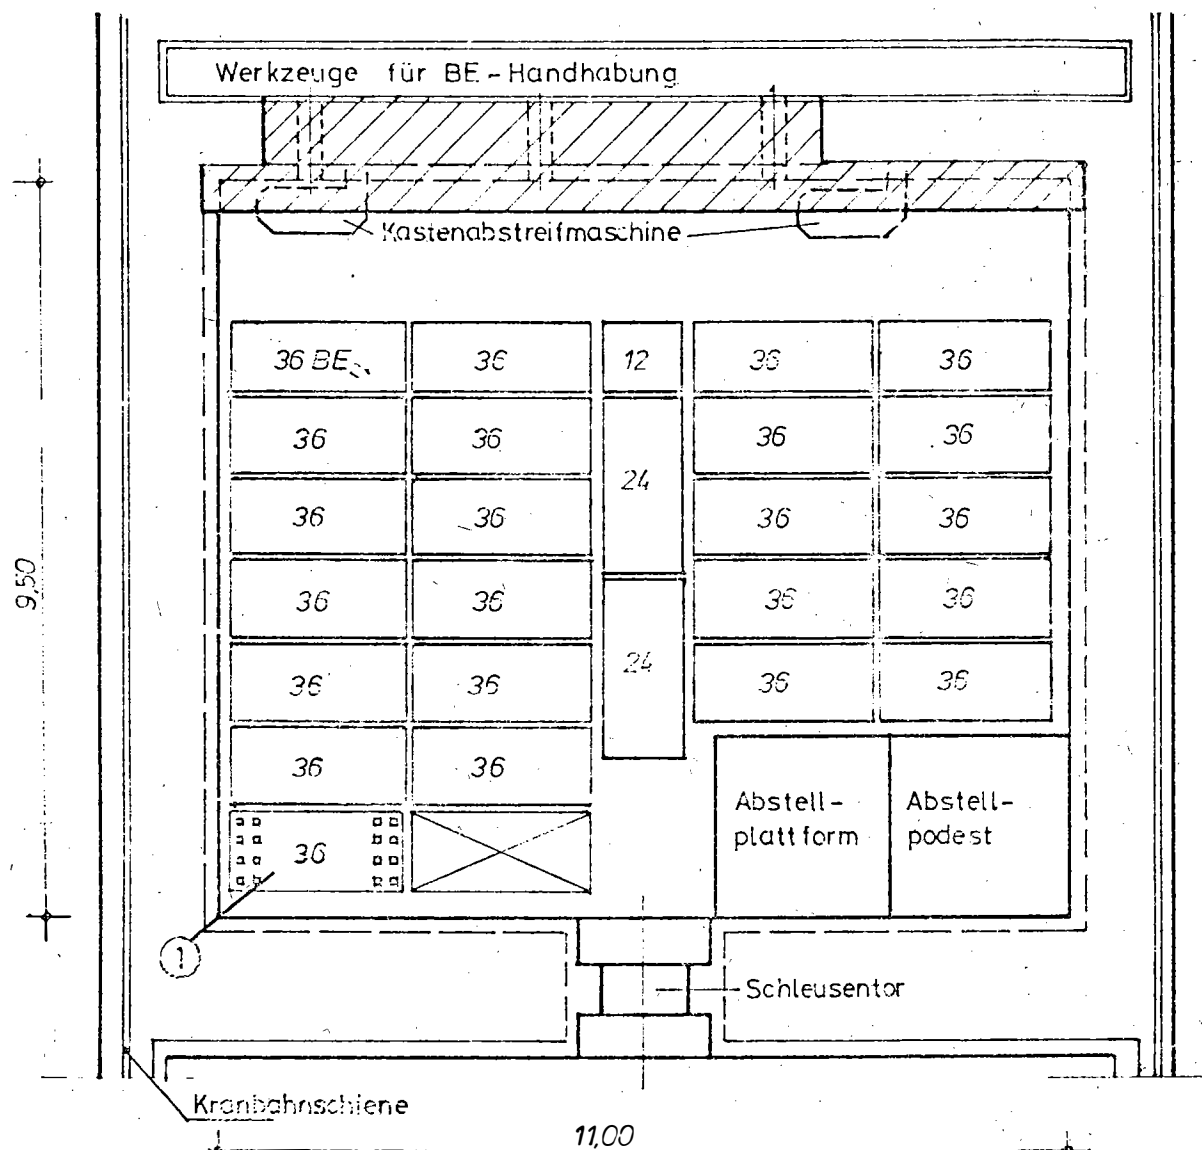 Werkzeuge für BE-Handhabung
Kastenabstreifmaschine
36 BE 36 12 36 36
36 36 24 36 36
36 36 36 36
36 36 24 36 36
36 36 36 36
36 36
36
Abstell-
plattform
Abstell-
podest
1
Schleusentor
Kranbahnschiene
9,50
11,00